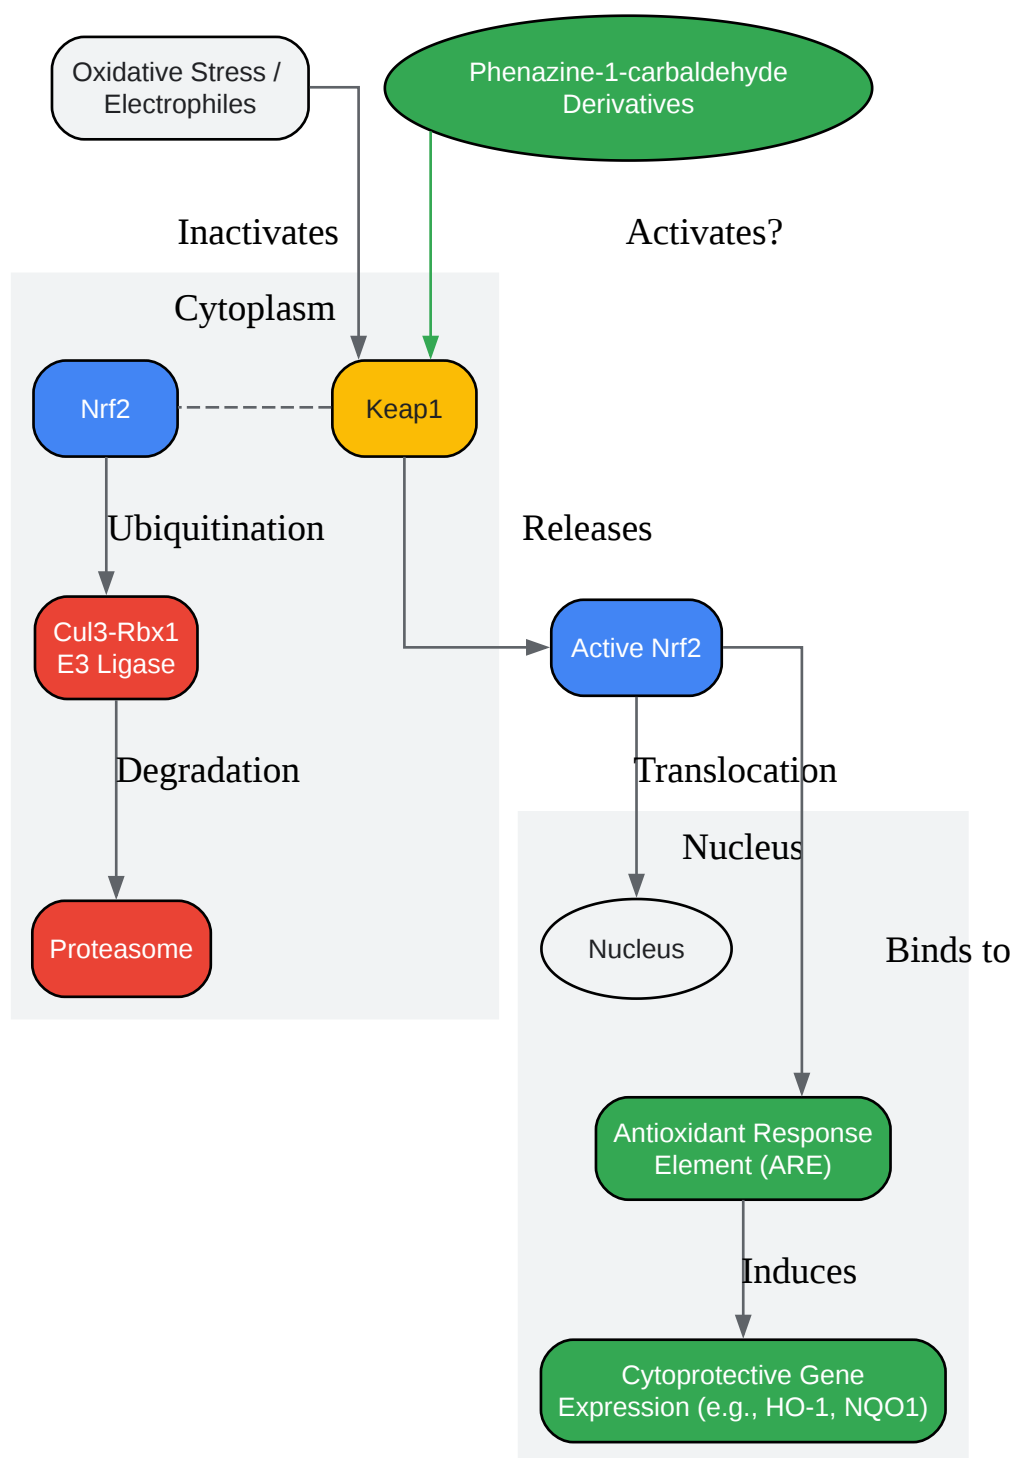 Oxidative Stress /
Electrophiles
Phenazine-1-carbaldehyde
Derivatives
Inactivates
Activates?
Cytoplasm
Nrf2
Keap1
Ubiquitination
Releases
Cul3-Rbx1
E3 Ligase
Active Nrf2
Degradation
Translocation
Nucleus
Proteasome
Nucleus
Binds to
Antioxidant Response
Element (ARE)
Induces
Cytoprotective Gene
Expression (e.g., HO-1, NQO1)